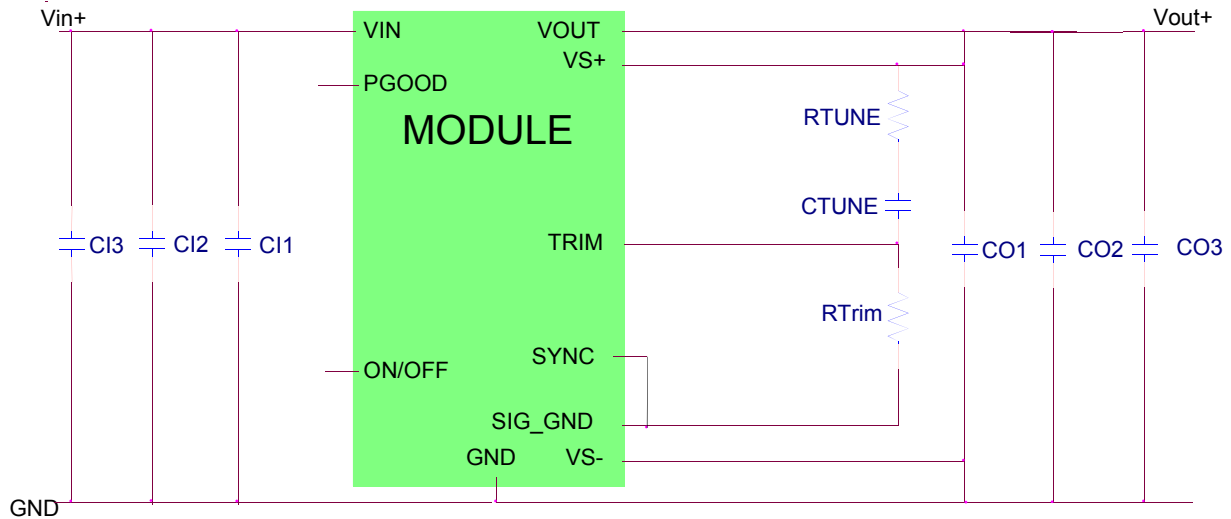 Vin+
VIN
VOUT
Vout+
VS+
PGOOD
MODULE
RTUNE
CTUNE
TRIM
CI3
CI2
CI1
CO1
CO2
CO3
RTrim
SYNC
ON/OFF
SIG_GND
GND
VS-
GND